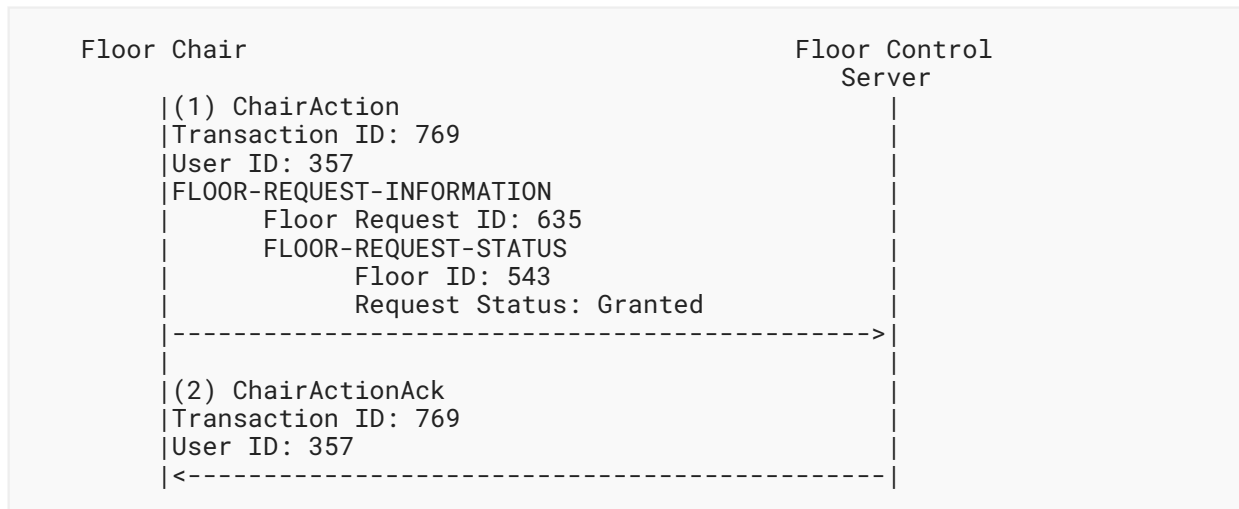 Floor Chair                                    Floor Control
                                                  Server
     |(1) ChairAction                                |
     |Transaction ID: 769                            |
     |User ID: 357                                   |
     |FLOOR-REQUEST-INFORMATION                      |
     |      Floor Request ID: 635                    |
     |      FLOOR-REQUEST-STATUS                     |
     |            Floor ID: 543                      |
     |            Request Status: Granted            |
     |---------------------------------------------->|
     |                                               |
     |(2) ChairActionAck                             |
     |Transaction ID: 769                            |
     |User ID: 357                                   |
     |<----------------------------------------------|